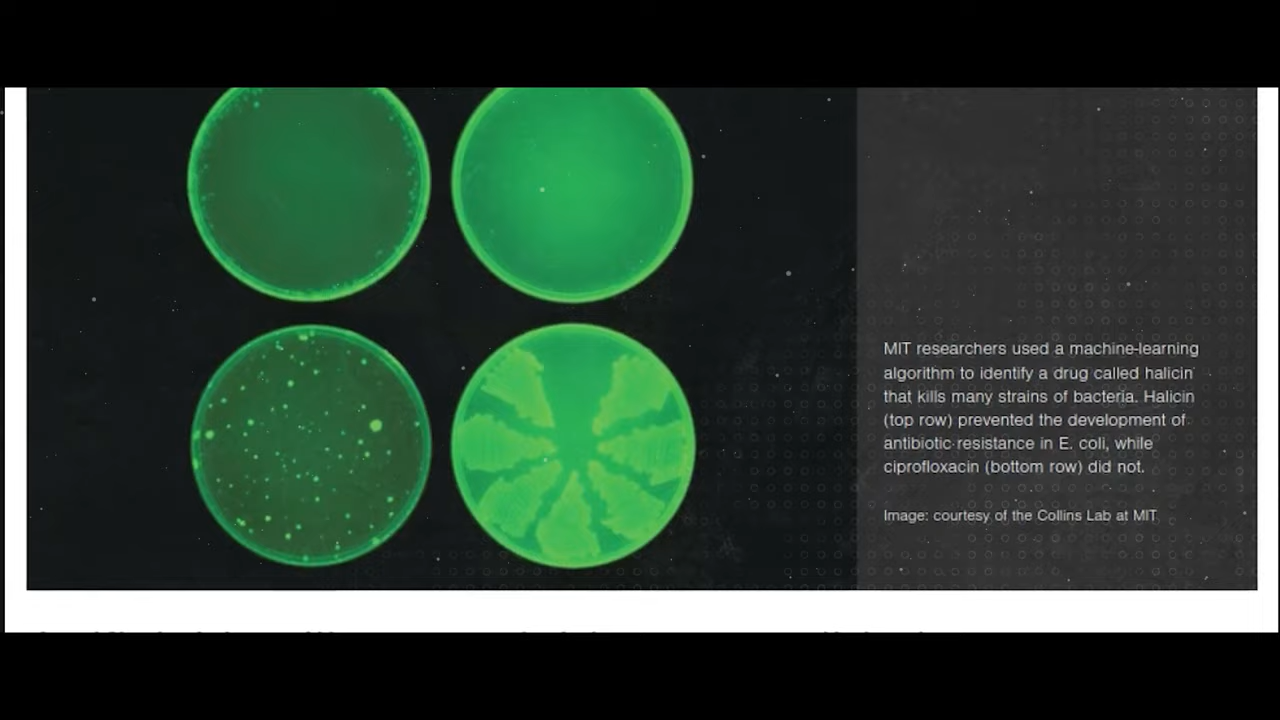 MIT researchers used a machine-learning
algorithm to identify a drug called halicin
that kills many strains of bacteria. Halicin
(top row) prevented the development of
antibiotic resistance in E. coli, while
ciprofloxacin (bottom row) did not.
Image: courtesy of the Collins Lab at MIT